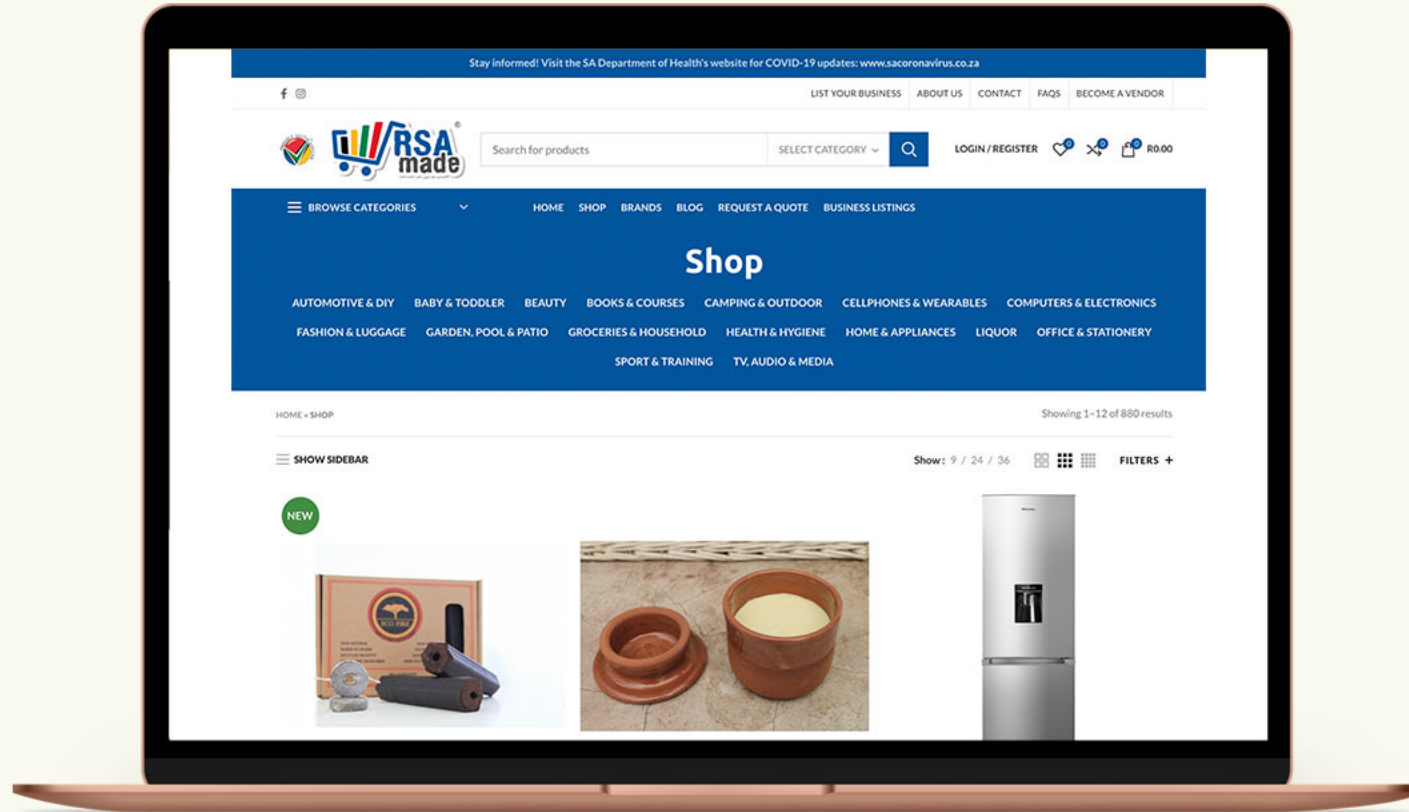 Stay informed! Visit the SA Department of Health's website for COVID-19 updates: www.sacoronavirus.co.za
LIST YOUR BUSINESS ABOUT US CONTACT FAQS BECOME A VENDOR
RSA
made
Search for products SELECT CATEGORY LOGIN / REGISTER 0 0 0 R0.00
BROWSE CATEGORIES HOME SHOP BRANDS BLOG REQUEST A QUOTE BUSINESS LISTINGS
Shop
AUTOMOTIVE & DIY BABY & TODDLER BEAUTY BOOKS & COURSES CAMPING & OUTDOOR CELLPHONES & WEARABLES COMPUTERS & ELECTRONICS
FASHION & LUGGAGE GARDEN, POOL & PATIO GROCERIES & HOUSEHOLD HEALTH & HYGIENE HOME & APPLIANCES LIQUOR OFFICE & STATIONERY
SPORT & TRAINING TV, AUDIO & MEDIA
HOME » SHOP Showing 1–12 of 880 results
SHOW SIDEBAR Show : 9 / 24 / 36 FILTERS +
NEW
ECO FIRE